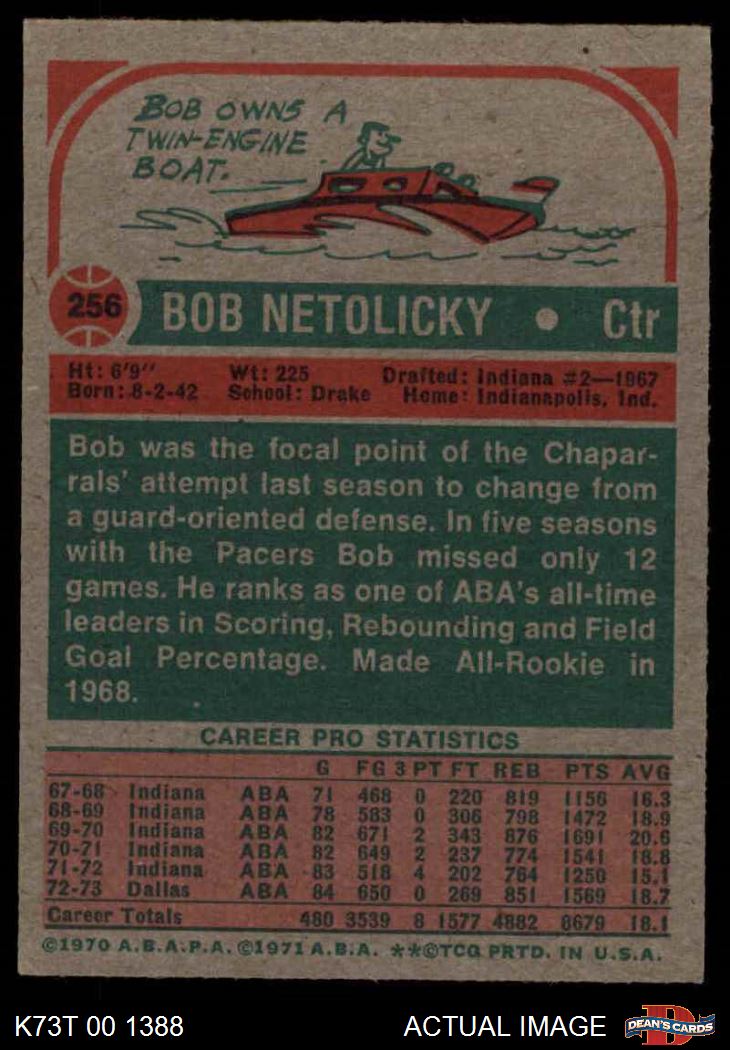 BOB OWNS A
TWIN-ENGINE
BOAT.
256 BOB NETOLICKY • Ctr
Ht: 6'9" Wt: 225 Drafted: Indiana #2—1967
Born: 8-2-42 School: Drake Home: Indianapolis, Ind.
Bob was the focal point of the Chapar-
rals' attempt last season to change from
a guard-oriented defense. In five seasons
with the Pacers Bob missed only 12
games. He ranks as one of ABA's all-time
leaders in Scoring, Rebounding and Field
Goal Percentage. Made All-Rookie in
1968.
CAREER PRO STATISTICS
G FG 3 PT FT REB PTS AVG
67-68 Indiana ABA 71 468 0 220 819 1156 16.3
68-69 Indiana ABA 78 583 0 306 798 1472 18.9
69-70 Indiana ABA 82 671 2 343 876 1691 20.6
70-71 Indiana ABA 82 649 2 237 774 1541 18.8
71-72 Indiana ABA 83 518 4 202 764 1250 15.1
72-73 Dallas ABA 84 650 0 269 851 1569 18.7
Career Totals 480 3539 8 1577 4882 8679 18.1
©1970 A.B.A.P.A. ©1971 A.B.A. **©TCG PRTD. IN U.S.A.
K73T 00 1388 ACTUAL IMAGE
DEAN'S CARDS